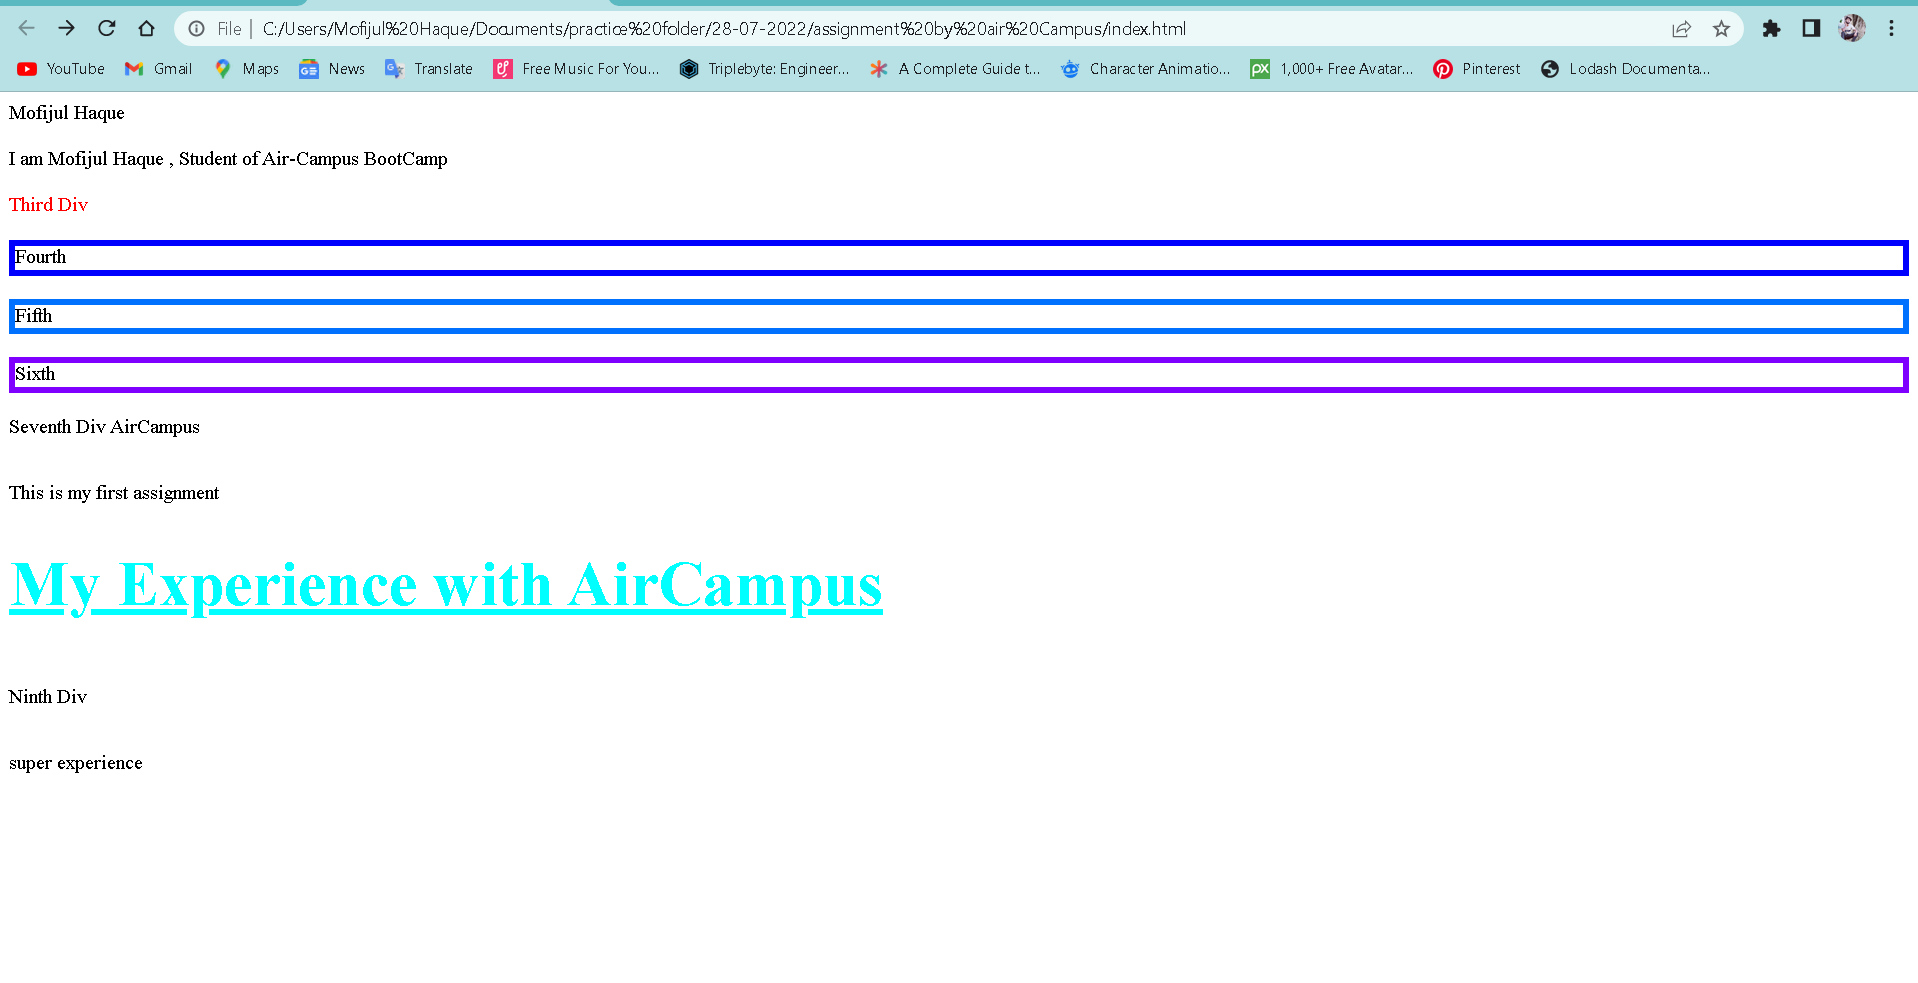 File | C:/Users/Mofijul%20Haque/Documents/practice%20folder/28-07-2022/assignment%20by%20air%20Campus/index.html
YouTube Gmail Maps News Translate Free Music For You... Triplebyte: Engineer... A Complete Guide t... Character Animatio... px 1,000+ Free Avatar... Pinterest Lodash Documenta...
Mofijul Haque
I am Mofijul Haque , Student of Air-Campus BootCamp
Third Div
Fourth
Fifth
Sixth
Seventh Div AirCampus
This is my first assignment
My Experience with AirCampus
Ninth Div
super experience